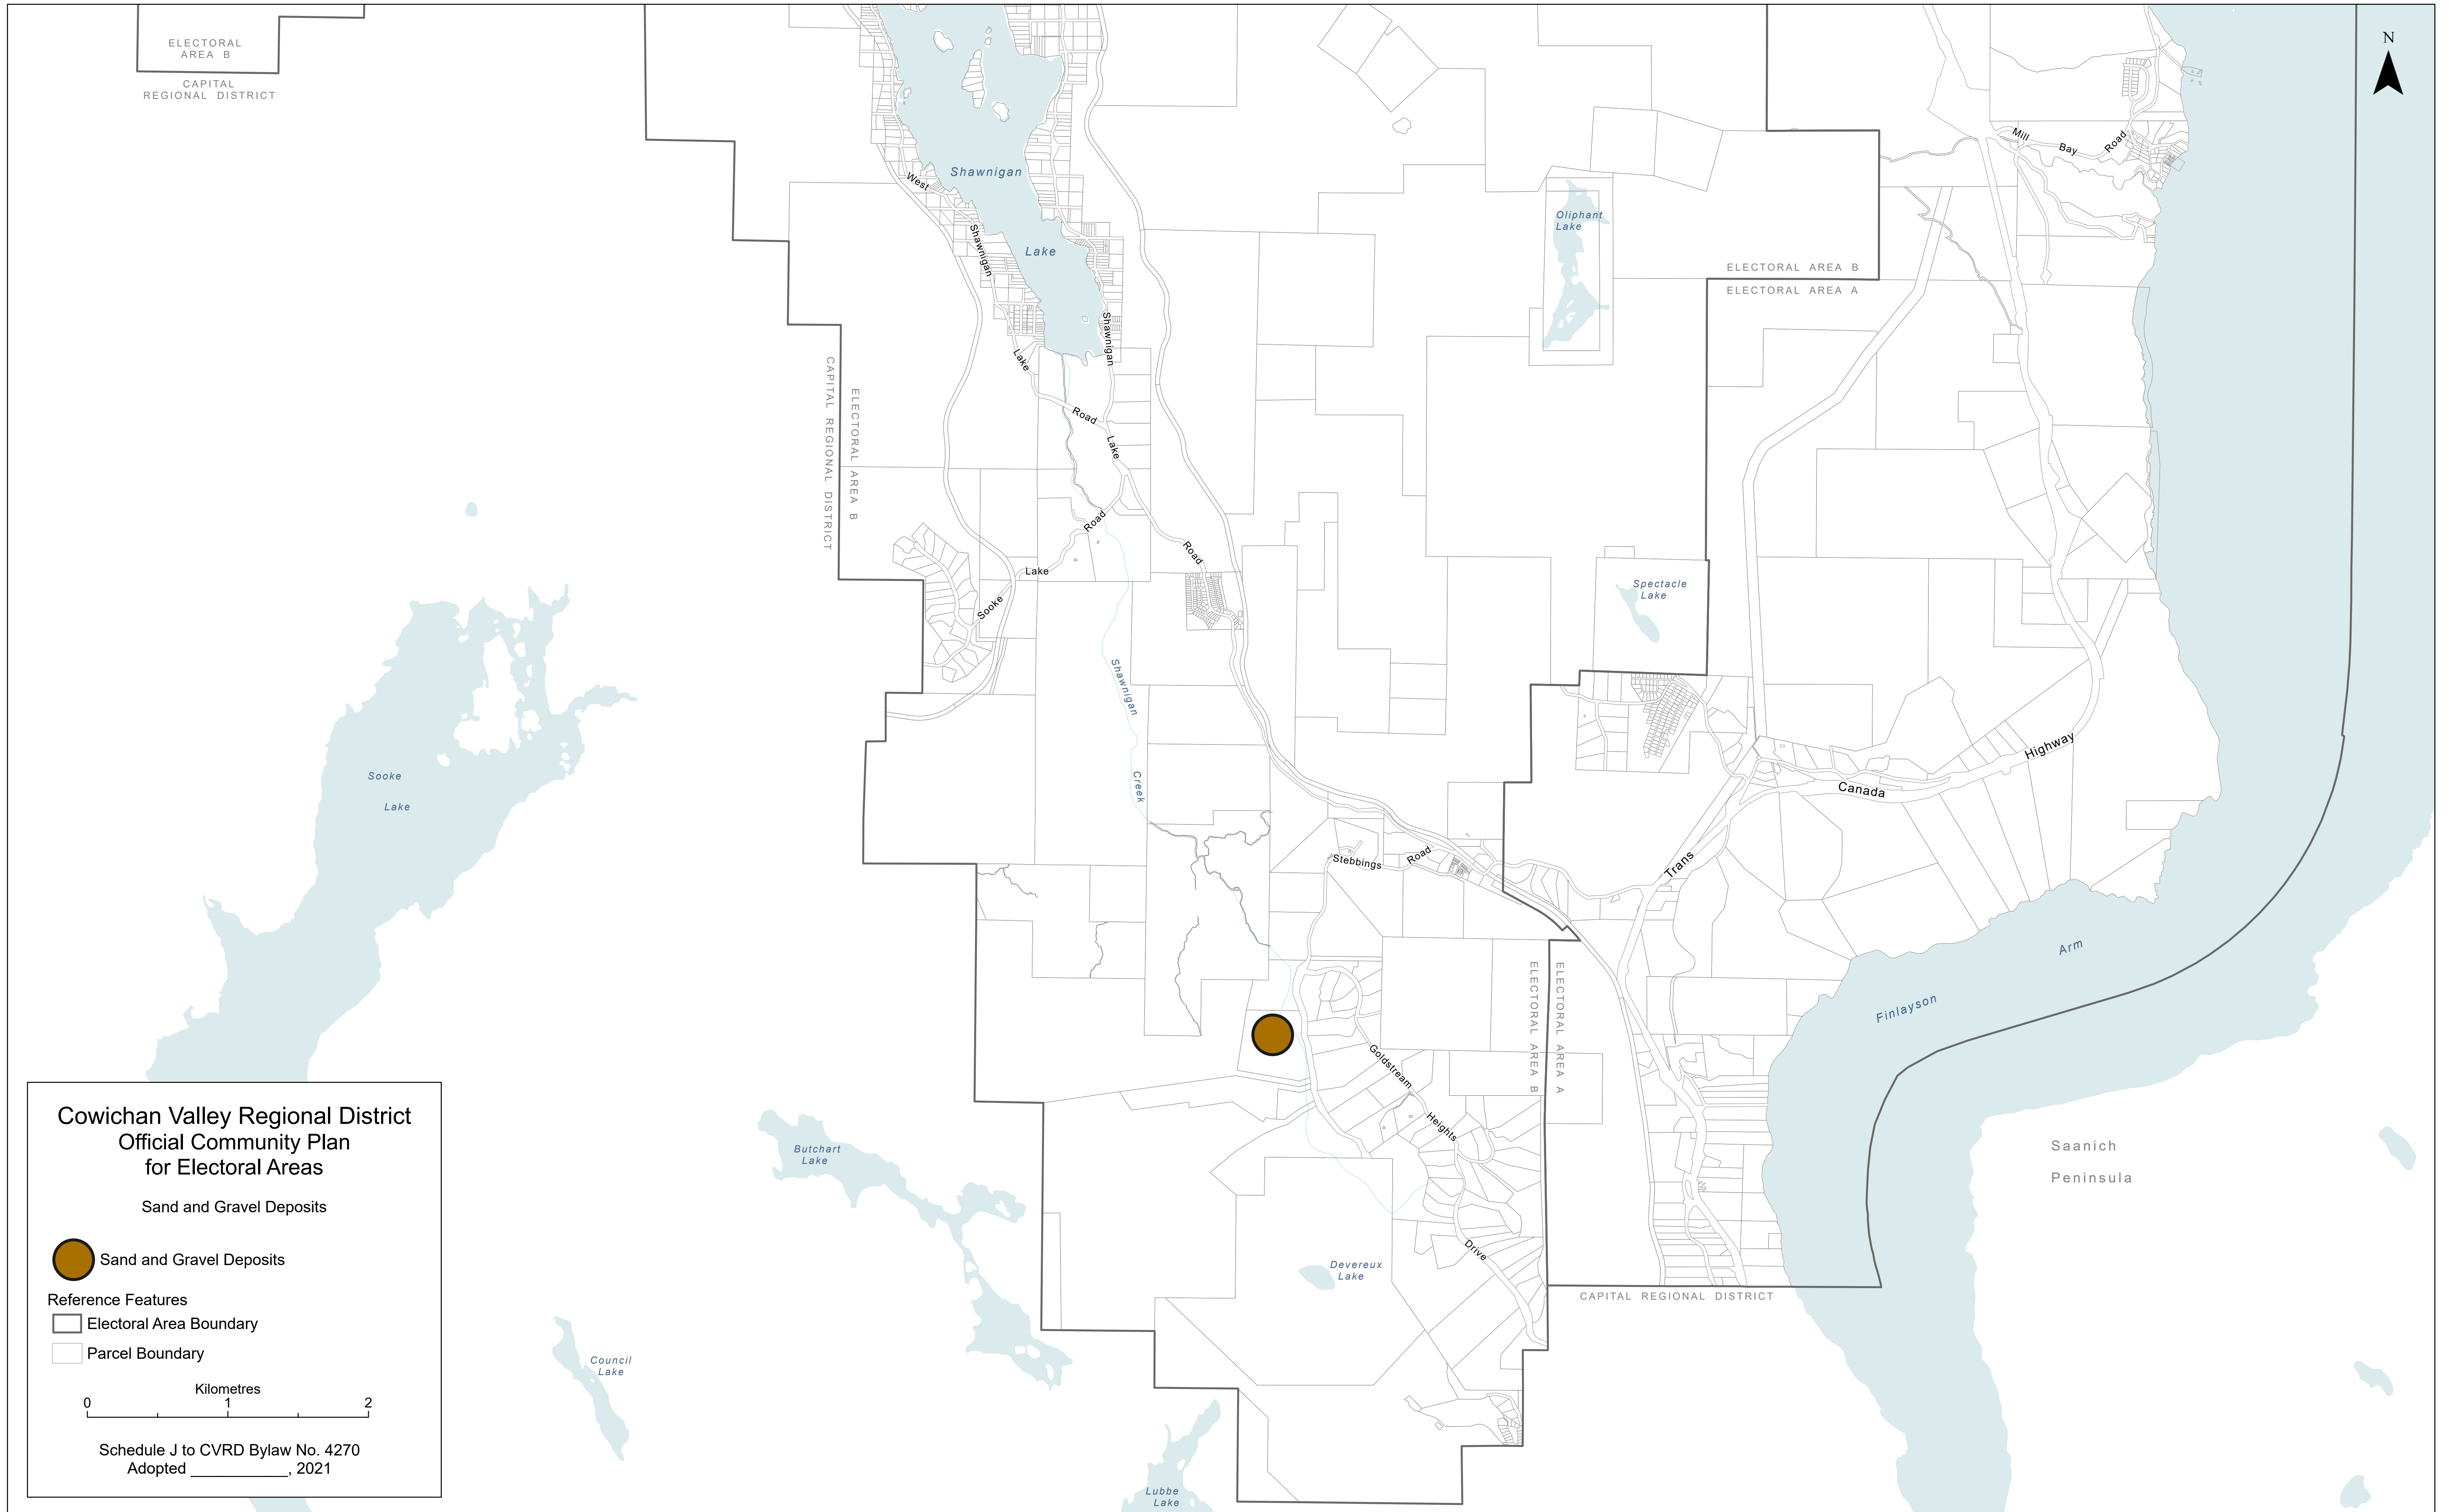 ELECTORAL
AREA B
CAPITAL
REGIONAL DISTRICT
N
Mill Bay Road
Shawnigan
Lake
West Shawnigan Lake Road
Oliphant
Lake
ELECTORAL AREA B
ELECTORAL AREA A
Shawnigan Lake Road
CAPITAL REGIONAL DISTRICT
ELECTORAL AREA B
Sooke Lake Road
Spectacle
Lake
Shawnigan Creek
Sooke
Lake
Trans Canada Highway
Stebbings Road
Finlayson Arm
ELECTORAL AREA B
ELECTORAL AREA A
Goldstream Heights Drive
Butchart
Lake
Saanich
Peninsula
Devereux
Lake
CAPITAL REGIONAL DISTRICT
Council
Lake
Lubbe
Lake
Cowichan Valley Regional District
Official Community Plan
for Electoral Areas
Sand and Gravel Deposits
Sand and Gravel Deposits
Reference Features
Electoral Area Boundary
Parcel Boundary
Kilometres
0 1 2
Schedule J to CVRD Bylaw No. 4270
Adopted ____________, 2021